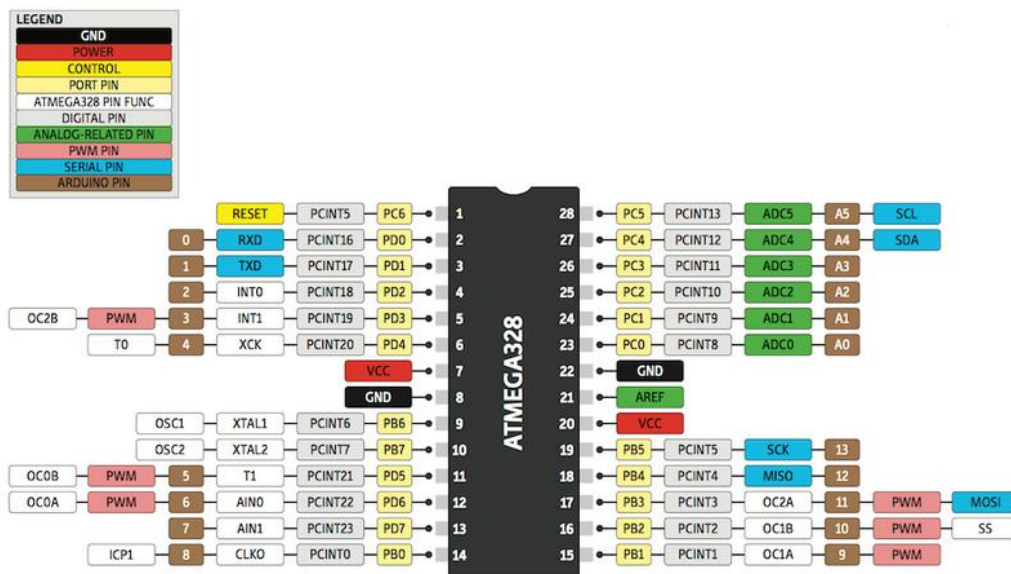 LEGEND
GND
POWER
CONTROL
PORT PIN
ATMEGA328 PIN FUNC
DIGITAL PIN
ANALOG-RELATED PIN
PWM PIN
SERIAL PIN
ARDUINO PIN
ATMEGA328
RESET PCINT5 PC6 1 28 PC5 PCINT13 ADC5 A5 SCL
0 RXD PCINT16 PD0 2 27 PC4 PCINT12 ADC4 A4 SDA
1 TXD PCINT17 PD1 3 26 PC3 PCINT11 ADC3 A3
2 INT0 PCINT18 PD2 4 25 PC2 PCINT10 ADC2 A2
OC2B PWM 3 INT1 PCINT19 PD3 5 24 PC1 PCINT9 ADC1 A1
T0 4 XCK PCINT20 PD4 6 23 PC0 PCINT8 ADC0 A0
VCC 7 22 GND
GND 8 21 AREF
OSC1 XTAL1 PCINT6 PB6 9 20 VCC
OSC2 XTAL2 PCINT7 PB7 10 19 PB5 PCINT5 SCK 13
OC0B PWM 5 T1 PCINT21 PD5 11 18 PB4 PCINT4 MISO 12
OC0A PWM 6 AIN0 PCINT22 PD6 12 17 PB3 PCINT3 OC2A 11 PWM MOSI
7 AIN1 PCINT23 PD7 13 16 PB2 PCINT2 OC1B 10 PWM SS
ICP1 8 CLKO PCINT0 PB0 14 15 PB1 PCINT1 OC1A 9 PWM